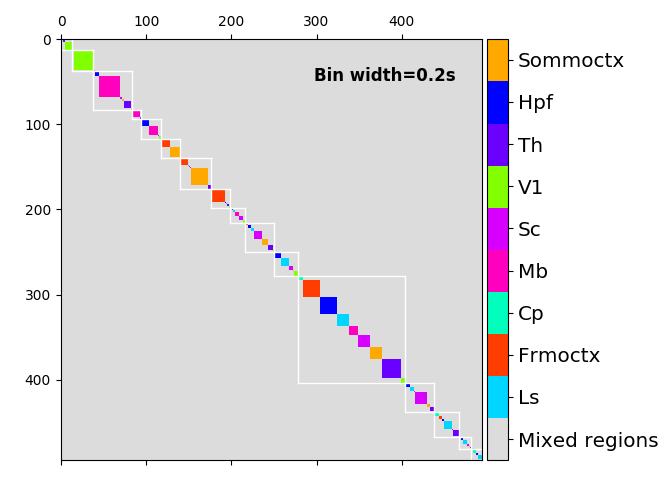 0 100 200 300 400
0
100
200
300
400
Bin width=0.2s
Sommoctx
Hpf
Th
V1
Sc
Mb
Cp
Frmoctx
Ls
Mixed regions